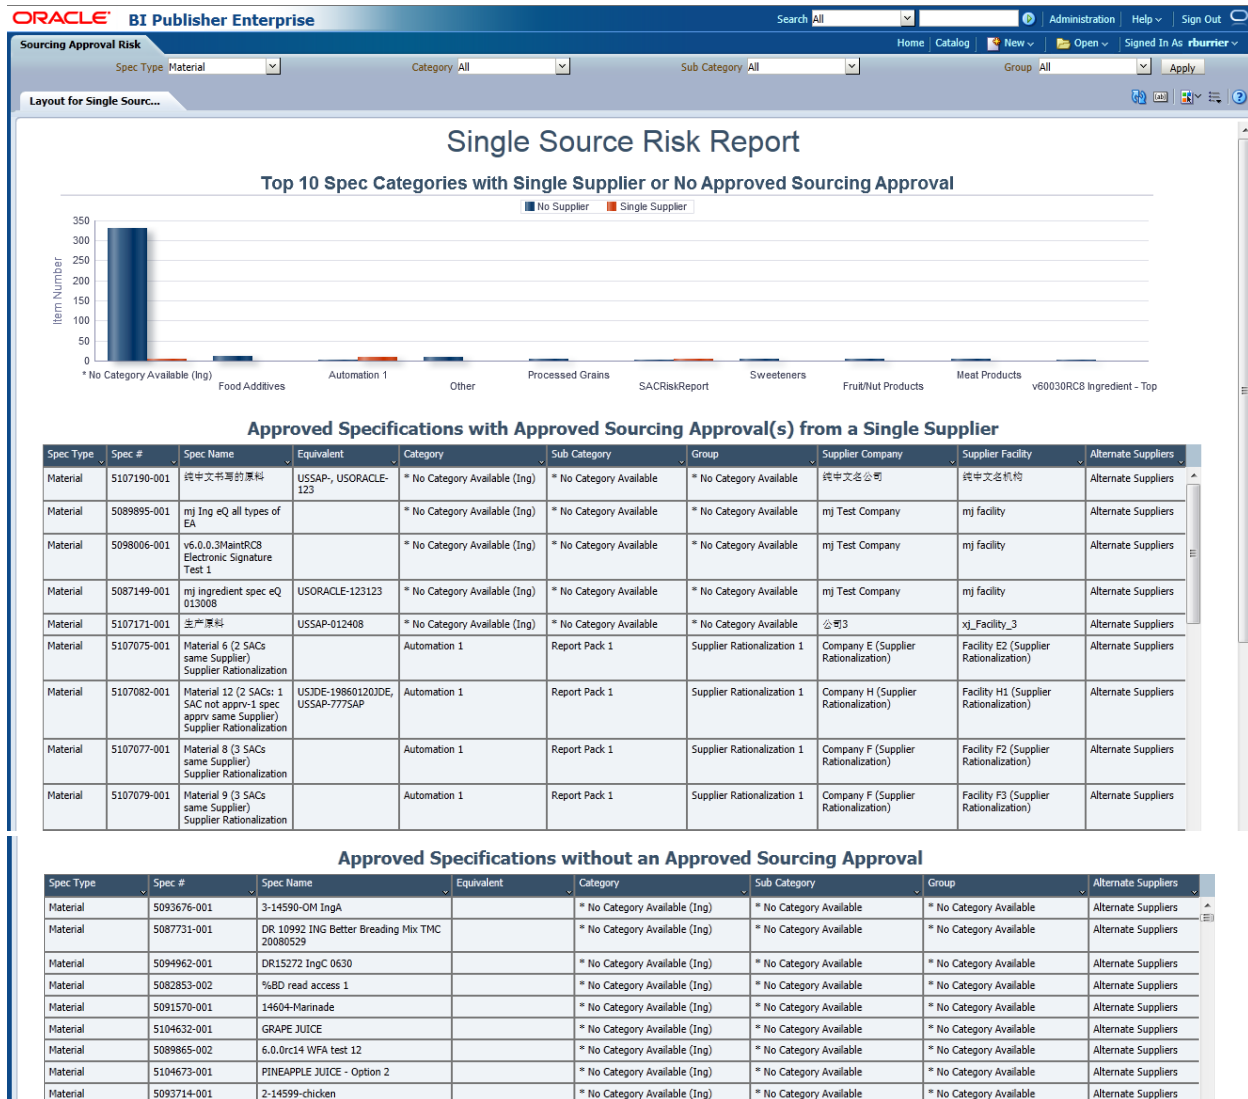 ORACLE BI Publisher Enterprise Search All Administration Help Sign Out
Sourcing Approval Risk Home Catalog New Open Signed In As rburrier
Spec Type Material Category All Sub Category All Group All Apply
Layout for Single Sourc...
Single Source Risk Report
Top 10 Spec Categories with Single Supplier or No Approved Sourcing Approval
No Supplier Single Supplier
350
300
250
200
150
100
50
0
Item Number
* No Category Available (Ing) Food Additives Automation 1 Other Processed Grains SACRiskReport Sweeteners Fruit/Nut Products Meat Products v60030RC8 Ingredient - Top
Approved Specifications with Approved Sourcing Approval(s) from a Single Supplier
Spec Type Spec # Spec Name Equivalent Category Sub Category Group Supplier Company Supplier Facility Alternate Suppliers
Material 5107190-001 纯中文书写的原料 USSAP-, USORACLE- * No Category Available (Ing) * No Category Available * No Category Available 纯中文名公司 纯中文名机构 Alternate Suppliers
123
Material 5089895-001 mj Ing eQ all types of * No Category Available (Ing) * No Category Available * No Category Available mj Test Company mj facility Alternate Suppliers
EA
Material 5098006-001 v6.0.0.3MaintRC8 * No Category Available (Ing) * No Category Available * No Category Available mj Test Company mj facility Alternate Suppliers
Electronic Signature
Test 1
Material 5087149-001 mj ingredient spec eQ USORACLE-123123 * No Category Available (Ing) * No Category Available * No Category Available mj Test Company mj facility Alternate Suppliers
013008
Material 5107171-001 生产原料 USSAP-012408 * No Category Available (Ing) * No Category Available * No Category Available 公司3 xj_Facility_3 Alternate Suppliers
Material 5107075-001 Material 6 (2 SACs Automation 1 Report Pack 1 Supplier Rationalization 1 Company E (Supplier Facility E2 (Supplier Alternate Suppliers
same Supplier) Rationalization) Rationalization)
Supplier Rationalization
Material 5107082-001 Material 12 (2 SACs: 1 USJDE-19860120JDE, Automation 1 Report Pack 1 Supplier Rationalization 1 Company H (Supplier Facility H1 (Supplier Alternate Suppliers
SAC not apprv-1 spec USSAP-777SAP Rationalization) Rationalization)
apprv same Supplier)
Supplier Rationalization
Material 5107077-001 Material 8 (3 SACs Automation 1 Report Pack 1 Supplier Rationalization 1 Company F (Supplier Facility F2 (Supplier Alternate Suppliers
same Supplier) Rationalization) Rationalization)
Supplier Rationalization
Material 5107079-001 Material 9 (3 SACs Automation 1 Report Pack 1 Supplier Rationalization 1 Company F (Supplier Facility F3 (Supplier Alternate Suppliers
same Supplier) Rationalization) Rationalization)
Supplier Rationalization
Approved Specifications without an Approved Sourcing Approval
Spec Type Spec # Spec Name Equivalent Category Sub Category Group Alternate Suppliers
Material 5093676-001 3-14590-OM IngA * No Category Available (Ing) * No Category Available * No Category Available Alternate Suppliers
Material 5087731-001 DR 10992 ING Better Breading Mix TMC * No Category Available (Ing) * No Category Available * No Category Available Alternate Suppliers
20080529
Material 5094962-001 DR15272 IngC 0630 * No Category Available (Ing) * No Category Available * No Category Available Alternate Suppliers
Material 5082853-002 %BD read access 1 * No Category Available (Ing) * No Category Available * No Category Available Alternate Suppliers
Material 5091570-001 14604-Marinade * No Category Available (Ing) * No Category Available * No Category Available Alternate Suppliers
Material 5104632-001 GRAPE JUICE * No Category Available (Ing) * No Category Available * No Category Available Alternate Suppliers
Material 5089865-002 6.0.0rc14 WFA test 12 * No Category Available (Ing) * No Category Available * No Category Available Alternate Suppliers
Material 5104673-001 PINEAPPLE JUICE - Option 2 * No Category Available (Ing) * No Category Available * No Category Available Alternate Suppliers
Material 5093714-001 2-14599-chicken * No Category Available (Ing) * No Category Available * No Category Available Alternate Suppliers